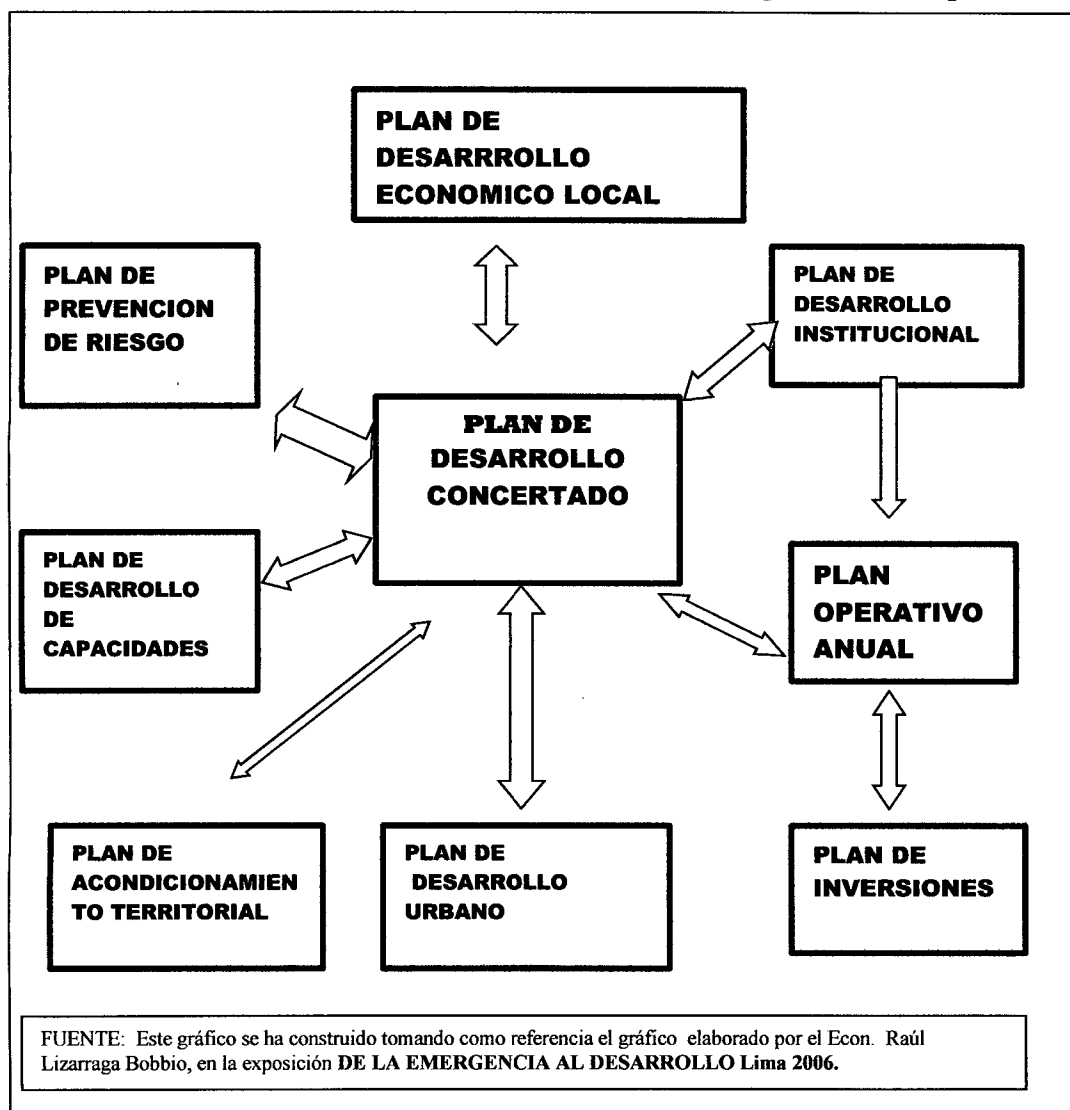 PLAN DE
DESARRROLLO
ECONOMICO LOCAL
PLAN DE
PREVENCION
DE RIESGO
PLAN DE
DESARROLLO
INSTITUCIONAL
PLAN DE
DESARROLLO
CONCERTADO
PLAN DE
DESARROLLO
DE
CAPACIDADES
PLAN
OPERATIVO
ANUAL
PLAN DE
ACONDICIONAMIEN
TO TERRITORIAL
PLAN DE
DESARROLLO
URBANO
PLAN DE
INVERSIONES
FUENTE: Este gráfico se ha construido tomando como referencia el gráfico elaborado por el Econ. Raúl
Lizarraga Bobbio, en la exposición DE LA EMERGENCIA AL DESARROLLO Lima 2006.